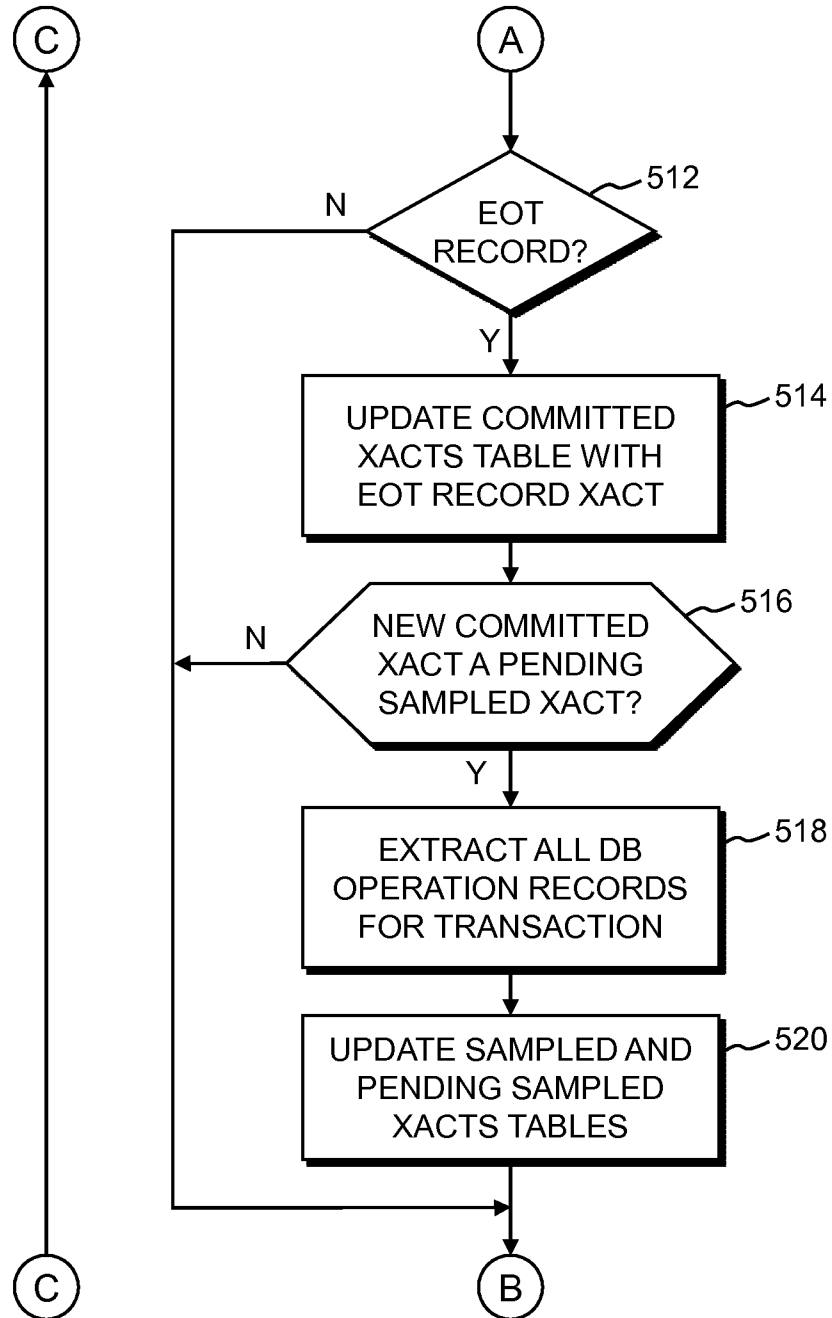 C
A
512
N
EOT
RECORD?
Y
514
UPDATE COMMITTED
XACTS TABLE WITH
EOT RECORD XACT
516
N
NEW COMMITTED
XACT A PENDING
SAMPLED XACT?
Y
518
EXTRACT ALL DB
OPERATION RECORDS
FOR TRANSACTION
520
UPDATE SAMPLED AND
PENDING SAMPLED
XACTS TABLES
C
B